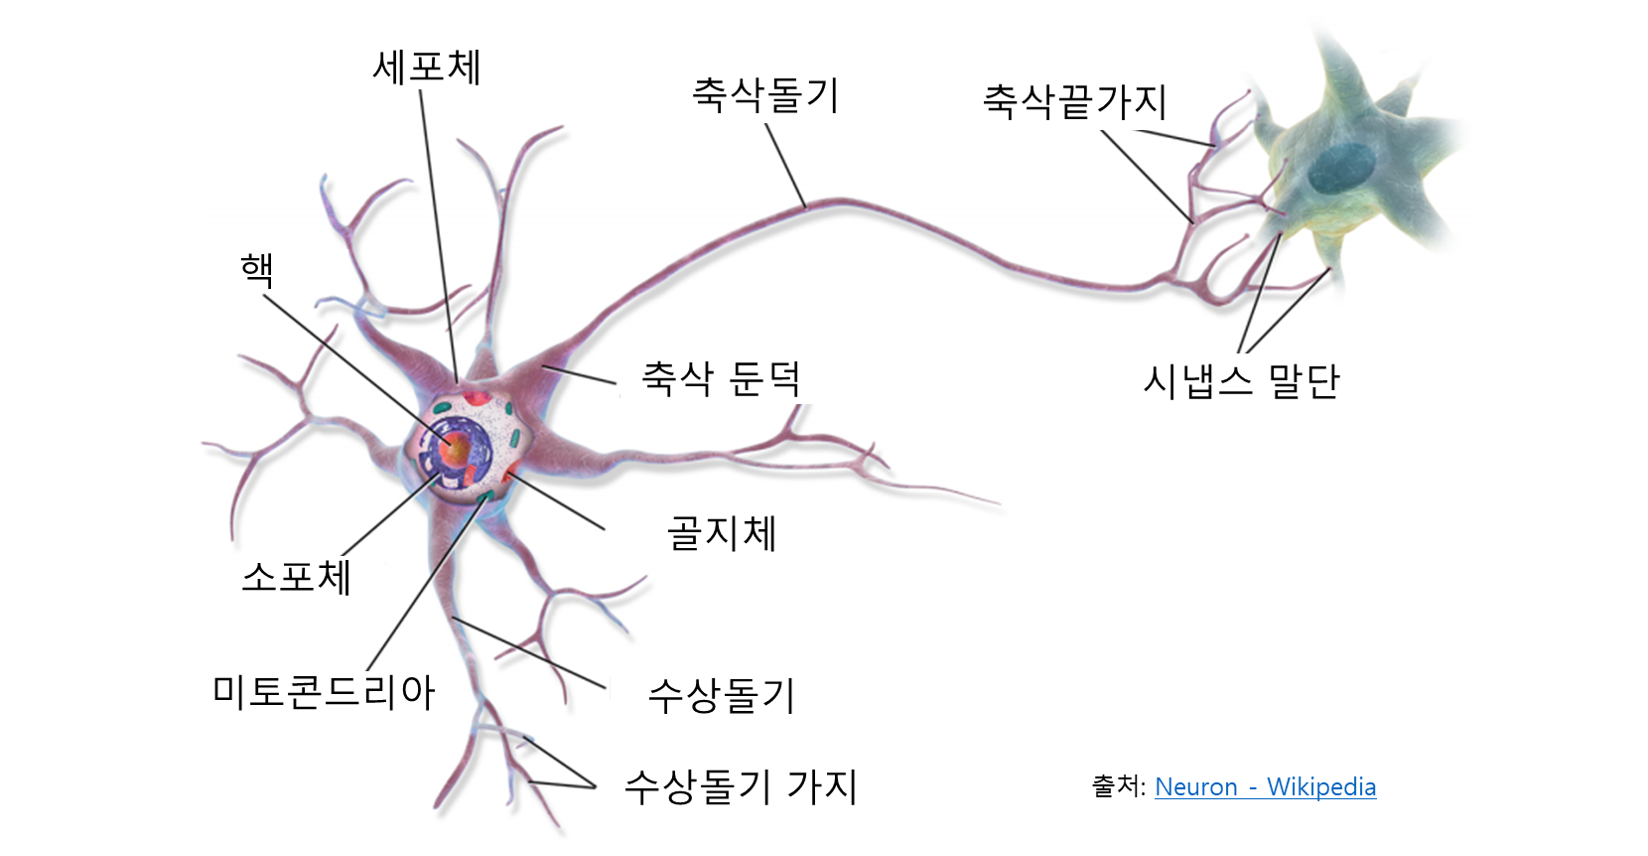 세포체
축삭돌기
축삭끝가지
핵
축삭 둔덕
시냅스 말단
골지체
소포체
미토콘드리아
수상돌기
수상돌기 가지
출처: Neuron - Wikipedia